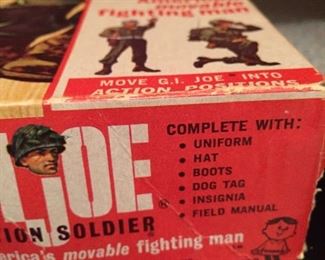 movable
fighting man
MOVE G.I. JOE INTO
ACTION POSITIONS
JOE®
COMPLETE WITH:
• UNIFORM
• HAT
• BOOTS
• DOG TAG
• INSIGNIA
• FIELD MANUAL
ION SOLDIER
erica's movable fighting man